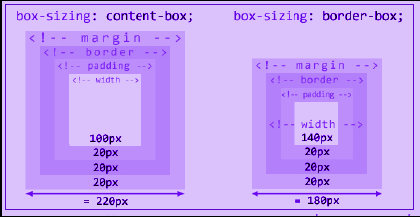 box-sizing: content-box;
<!-- margin -->
<!-- border -->
<!-- padding -->
<!-- width -->
100px
20px
20px
20px
= 220px
box-sizing: border-box;
<!-- margin -->
<!-- border -->
<!-- padding -->
<!-- width -->
140px
20px
20px
20px
= 180px